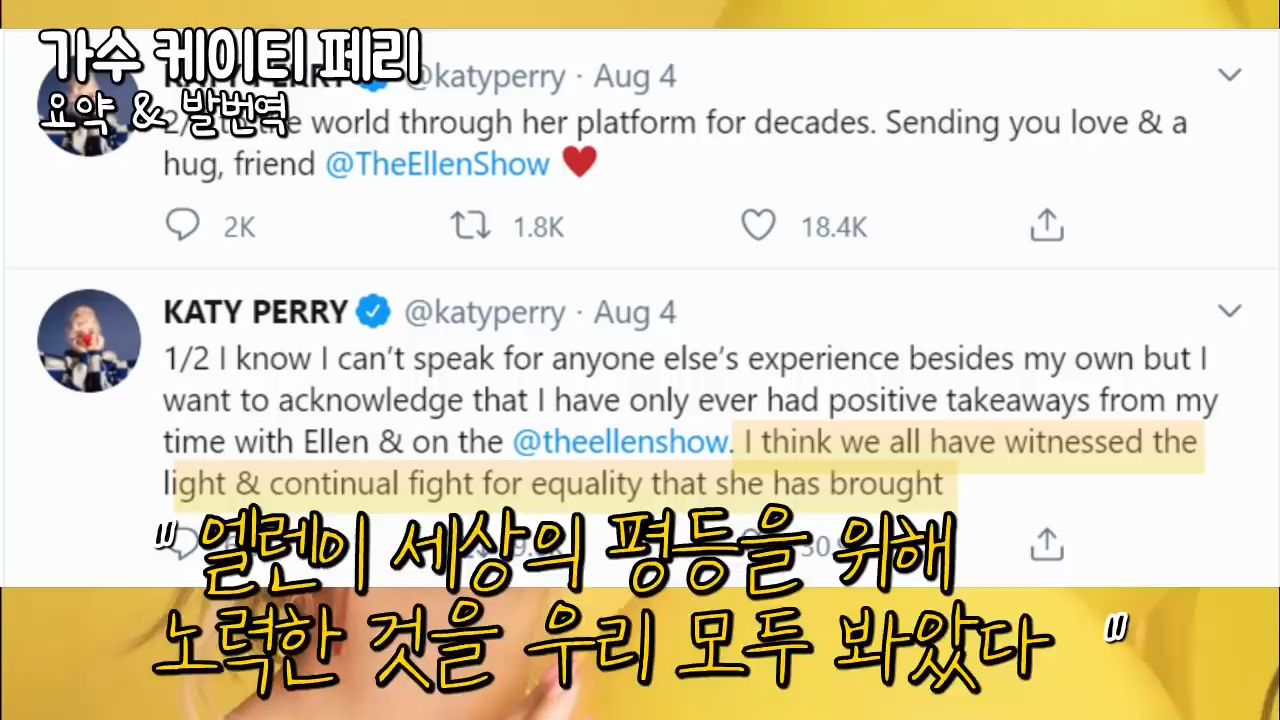 가수 케이티 페리
요약 & 발번역
@katyperry · Aug 4
world through her platform for decades. Sending you love & a
hug, friend @TheEllenShow ❤
2K 1.8K 18.4K
KATY PERRY @katyperry · Aug 4
1/2 I know I can’t speak for anyone else’s experience besides my own but I
want to acknowledge that I have only ever had positive takeaways from my
time with Ellen & on the @theellenshow. I think we all have witnessed the
light & continual fight for equality that she has brought
" 엘렌이 세상의 평등을 위해
노력한 것을 우리 모두 봐왔다 "